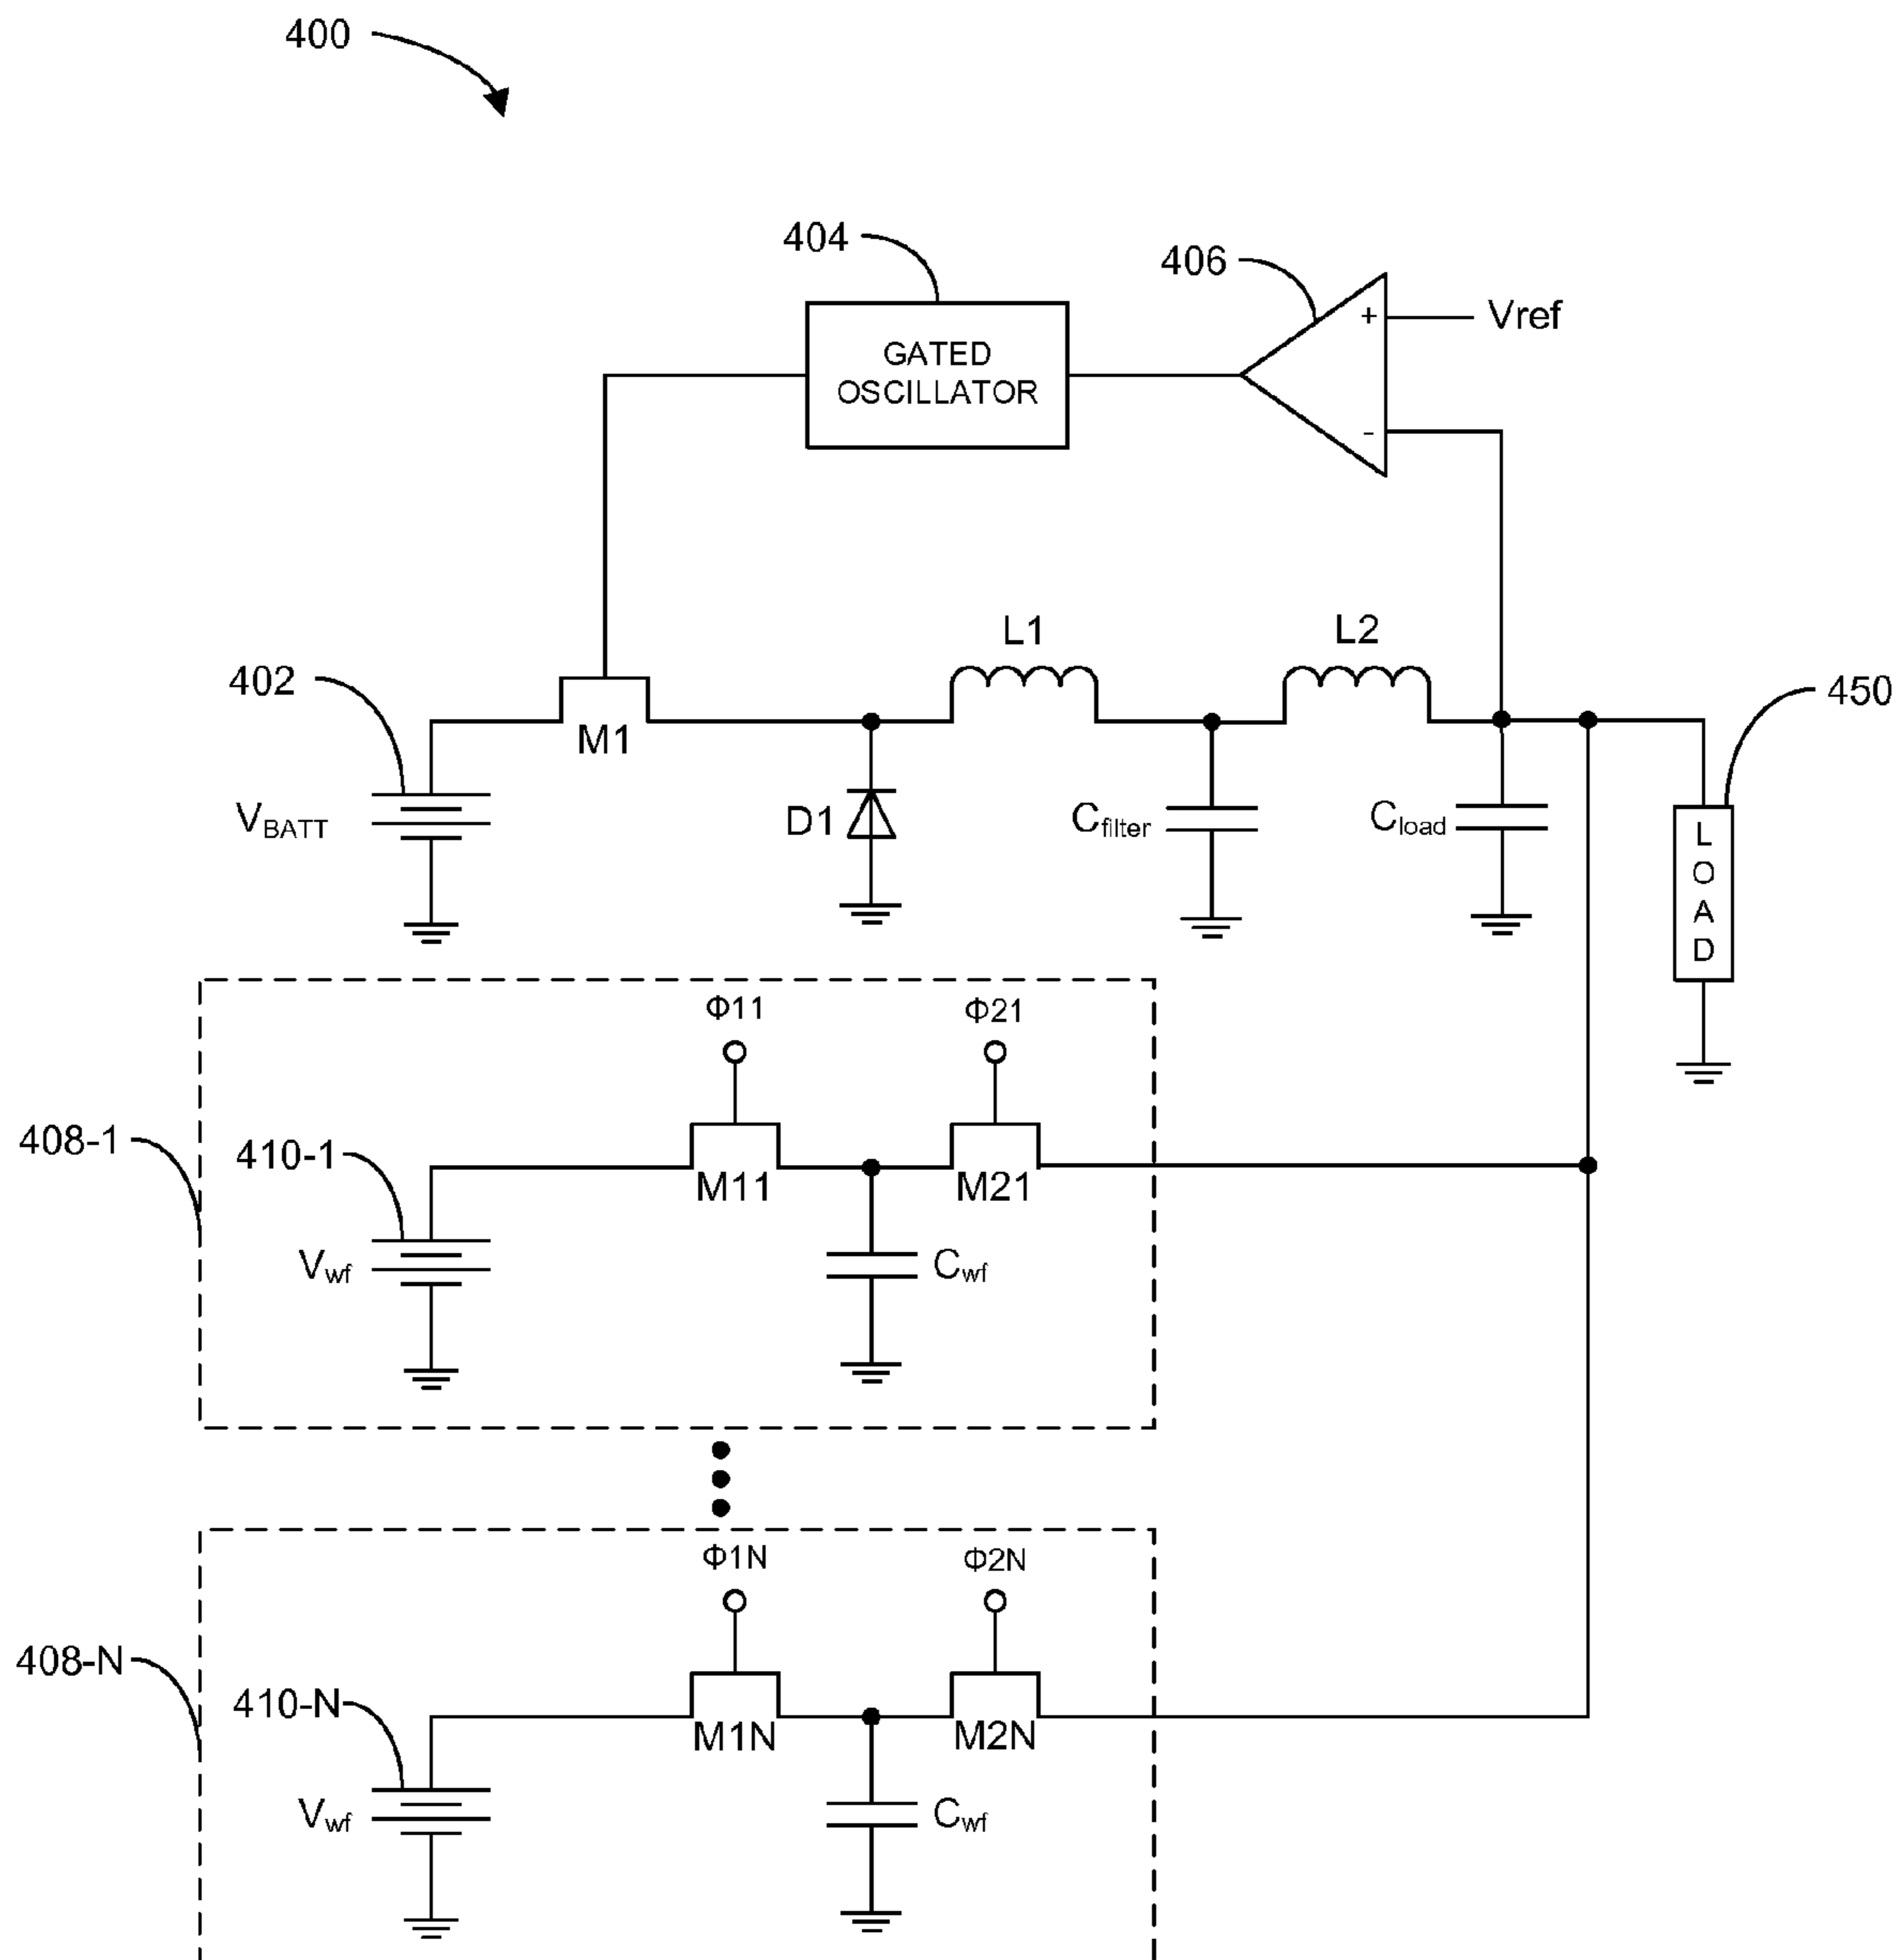 400
404
406
+
Vref
GATED
OSCILLATOR
-
L1
L2
402
450
M1
VBATT
D1
Cfilter
Cload
L
O
A
D
Φ11
Φ21
408-1
410-1
M11
M21
Vwf
Cwf
Φ1N
Φ2N
408-N
410-N
M1N
M2N
Vwf
Cwf